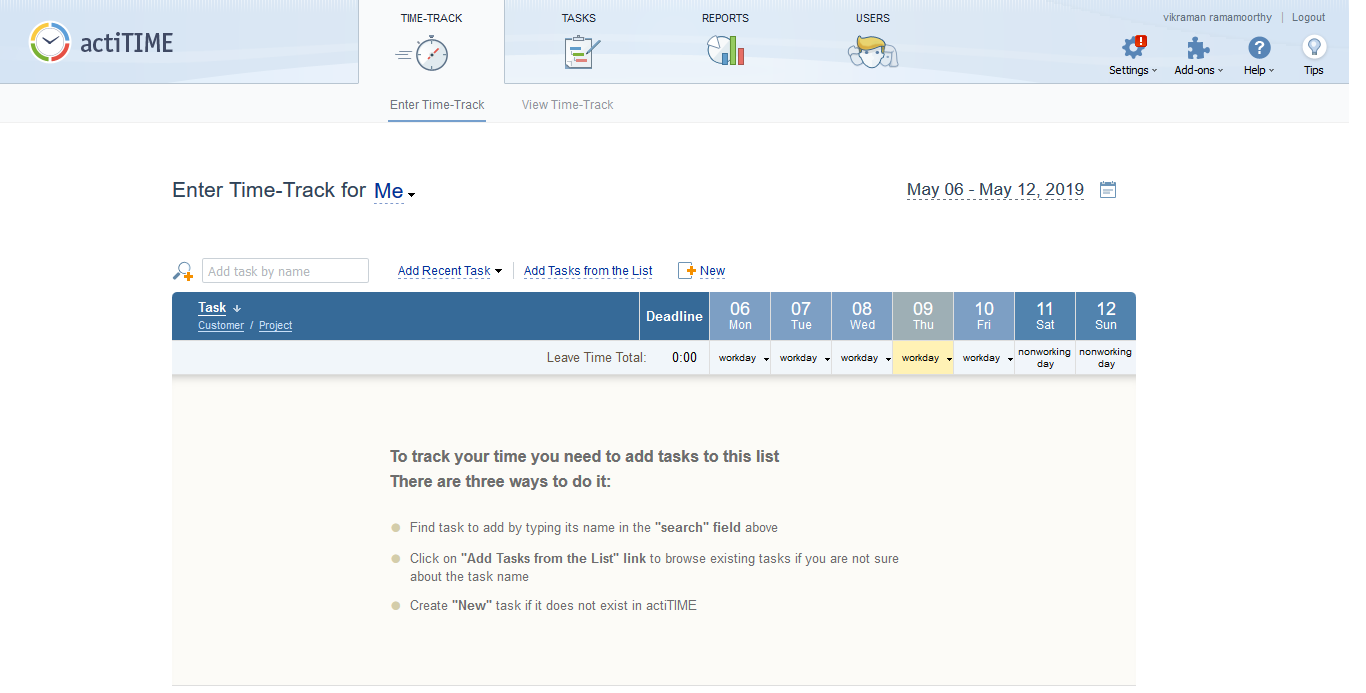 actiTIME
TIME-TRACK
TASKS
REPORTS
USERS
vikraman ramamoorthy | Logout
Settings
Add-ons
Help
Tips
Enter Time-Track
View Time-Track
Enter Time-Track for Me
May 06 - May 12, 2019
Add task by name
Add Recent Task
Add Tasks from the List
New
Task ↓
Customer / Project
Deadline
06
Mon
07
Tue
08
Wed
09
Thu
10
Fri
11
Sat
12
Sun
Leave Time Total: 0:00
workday
workday
workday
workday
workday
nonworking
day
nonworking
day
To track your time you need to add tasks to this list
There are three ways to do it:
Find task to add by typing its name in the "search" field above
Click on "Add Tasks from the List" link to browse existing tasks if you are not sure
about the task name
Create "New" task if it does not exist in actiTIME